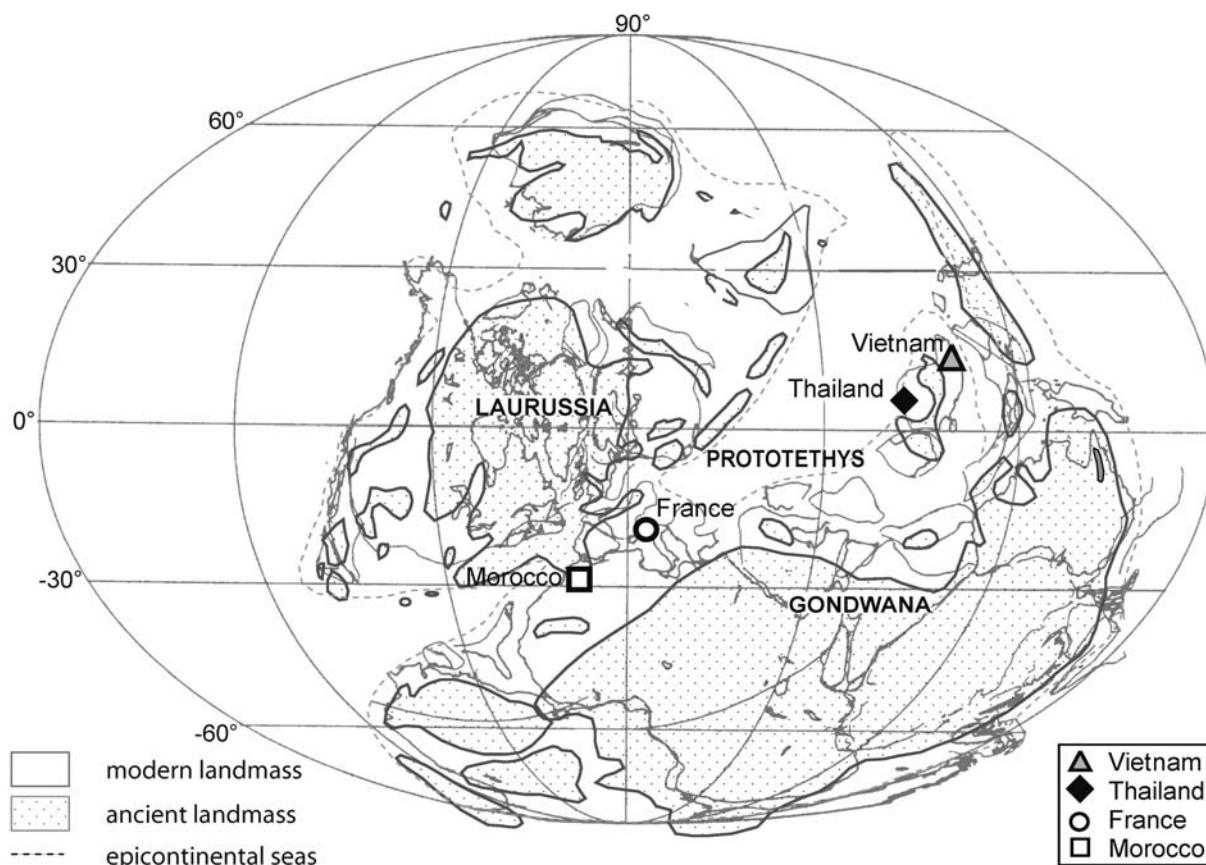 90°
60°
30°
Vietnam
Thailand
LAURUSSIA
0°
PROTOTETHYS
France
Morocco
-30°
GONDWANA
-60°
modern landmass
ancient landmass
epicontinental seas
Vietnam
Thailand
France
Morocco